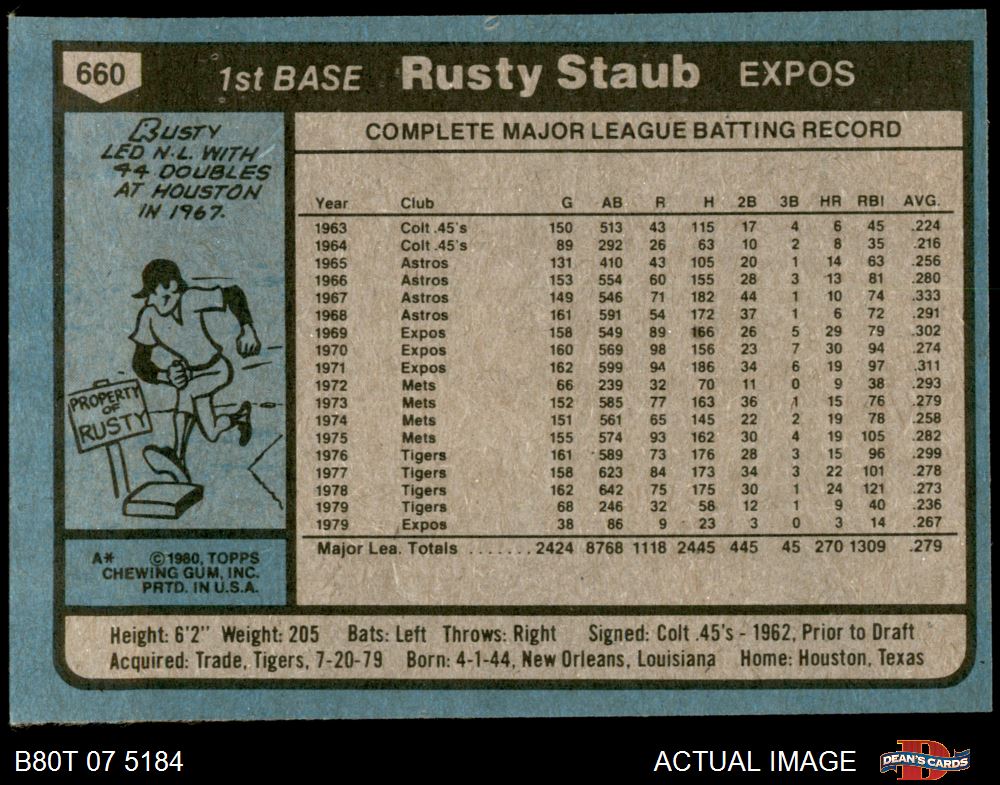 660 1st BASE Rusty Staub EXPOS
RUSTY
LED N.L. WITH
44 DOUBLES
AT HOUSTON
IN 1967.
PROPERTY
OF
RUSTY
A* ©1980, TOPPS
CHEWING GUM, INC.
PRTD. IN U.S.A.
COMPLETE MAJOR LEAGUE BATTING RECORD
Year Club G AB R H 2B 3B HR RBI AVG.
1963 Colt .45's 150 513 43 115 17 4 6 45 .224
1964 Colt .45's 89 292 26 63 10 2 8 35 .216
1965 Astros 131 410 43 105 20 1 14 63 .256
1966 Astros 153 554 60 155 28 3 13 81 .280
1967 Astros 149 546 71 182 44 1 10 74 .333
1968 Astros 161 591 54 172 37 1 6 72 .291
1969 Expos 158 549 89 166 26 5 29 79 .302
1970 Expos 160 569 98 156 23 7 30 94 .274
1971 Expos 162 599 94 186 34 6 19 97 .311
1972 Mets 66 239 32 70 11 0 9 38 .293
1973 Mets 152 585 77 163 36 1 15 76 .279
1974 Mets 151 561 65 145 22 2 19 78 .258
1975 Mets 155 574 93 162 30 4 19 105 .282
1976 Tigers 161 589 73 176 28 3 15 96 .299
1977 Tigers 158 623 84 173 34 3 22 101 .278
1978 Tigers 162 642 75 175 30 1 24 121 .273
1979 Tigers 68 246 32 58 12 1 9 40 .236
1979 Expos 38 86 9 23 3 0 3 14 .267
Major Lea. Totals ....... 2424 8768 1118 2445 445 45 270 1309 .279
Height: 6'2" Weight: 205 Bats: Left Throws: Right Signed: Colt .45's - 1962, Prior to Draft
Acquired: Trade, Tigers, 7-20-79 Born: 4-1-44, New Orleans, Louisiana Home: Houston, Texas
B80T 07 5184 ACTUAL IMAGE D DEAN'S CARDS